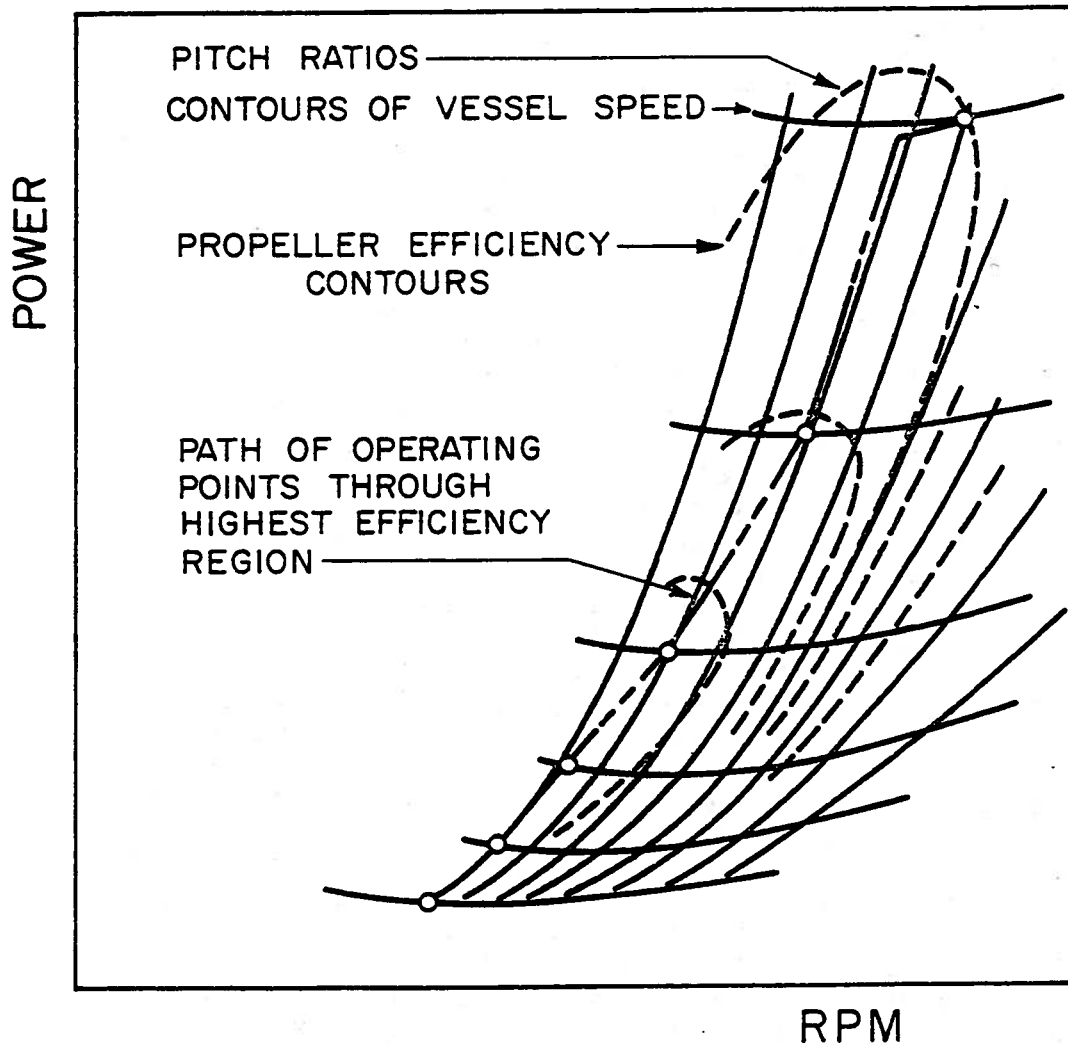 PITCH RATIOS
CONTOURS OF VESSEL SPEED
POWER
PROPELLER EFFICIENCY
CONTOURS
PATH OF OPERATING
POINTS THROUGH
HIGHEST EFFICIENCY
REGION
RPM